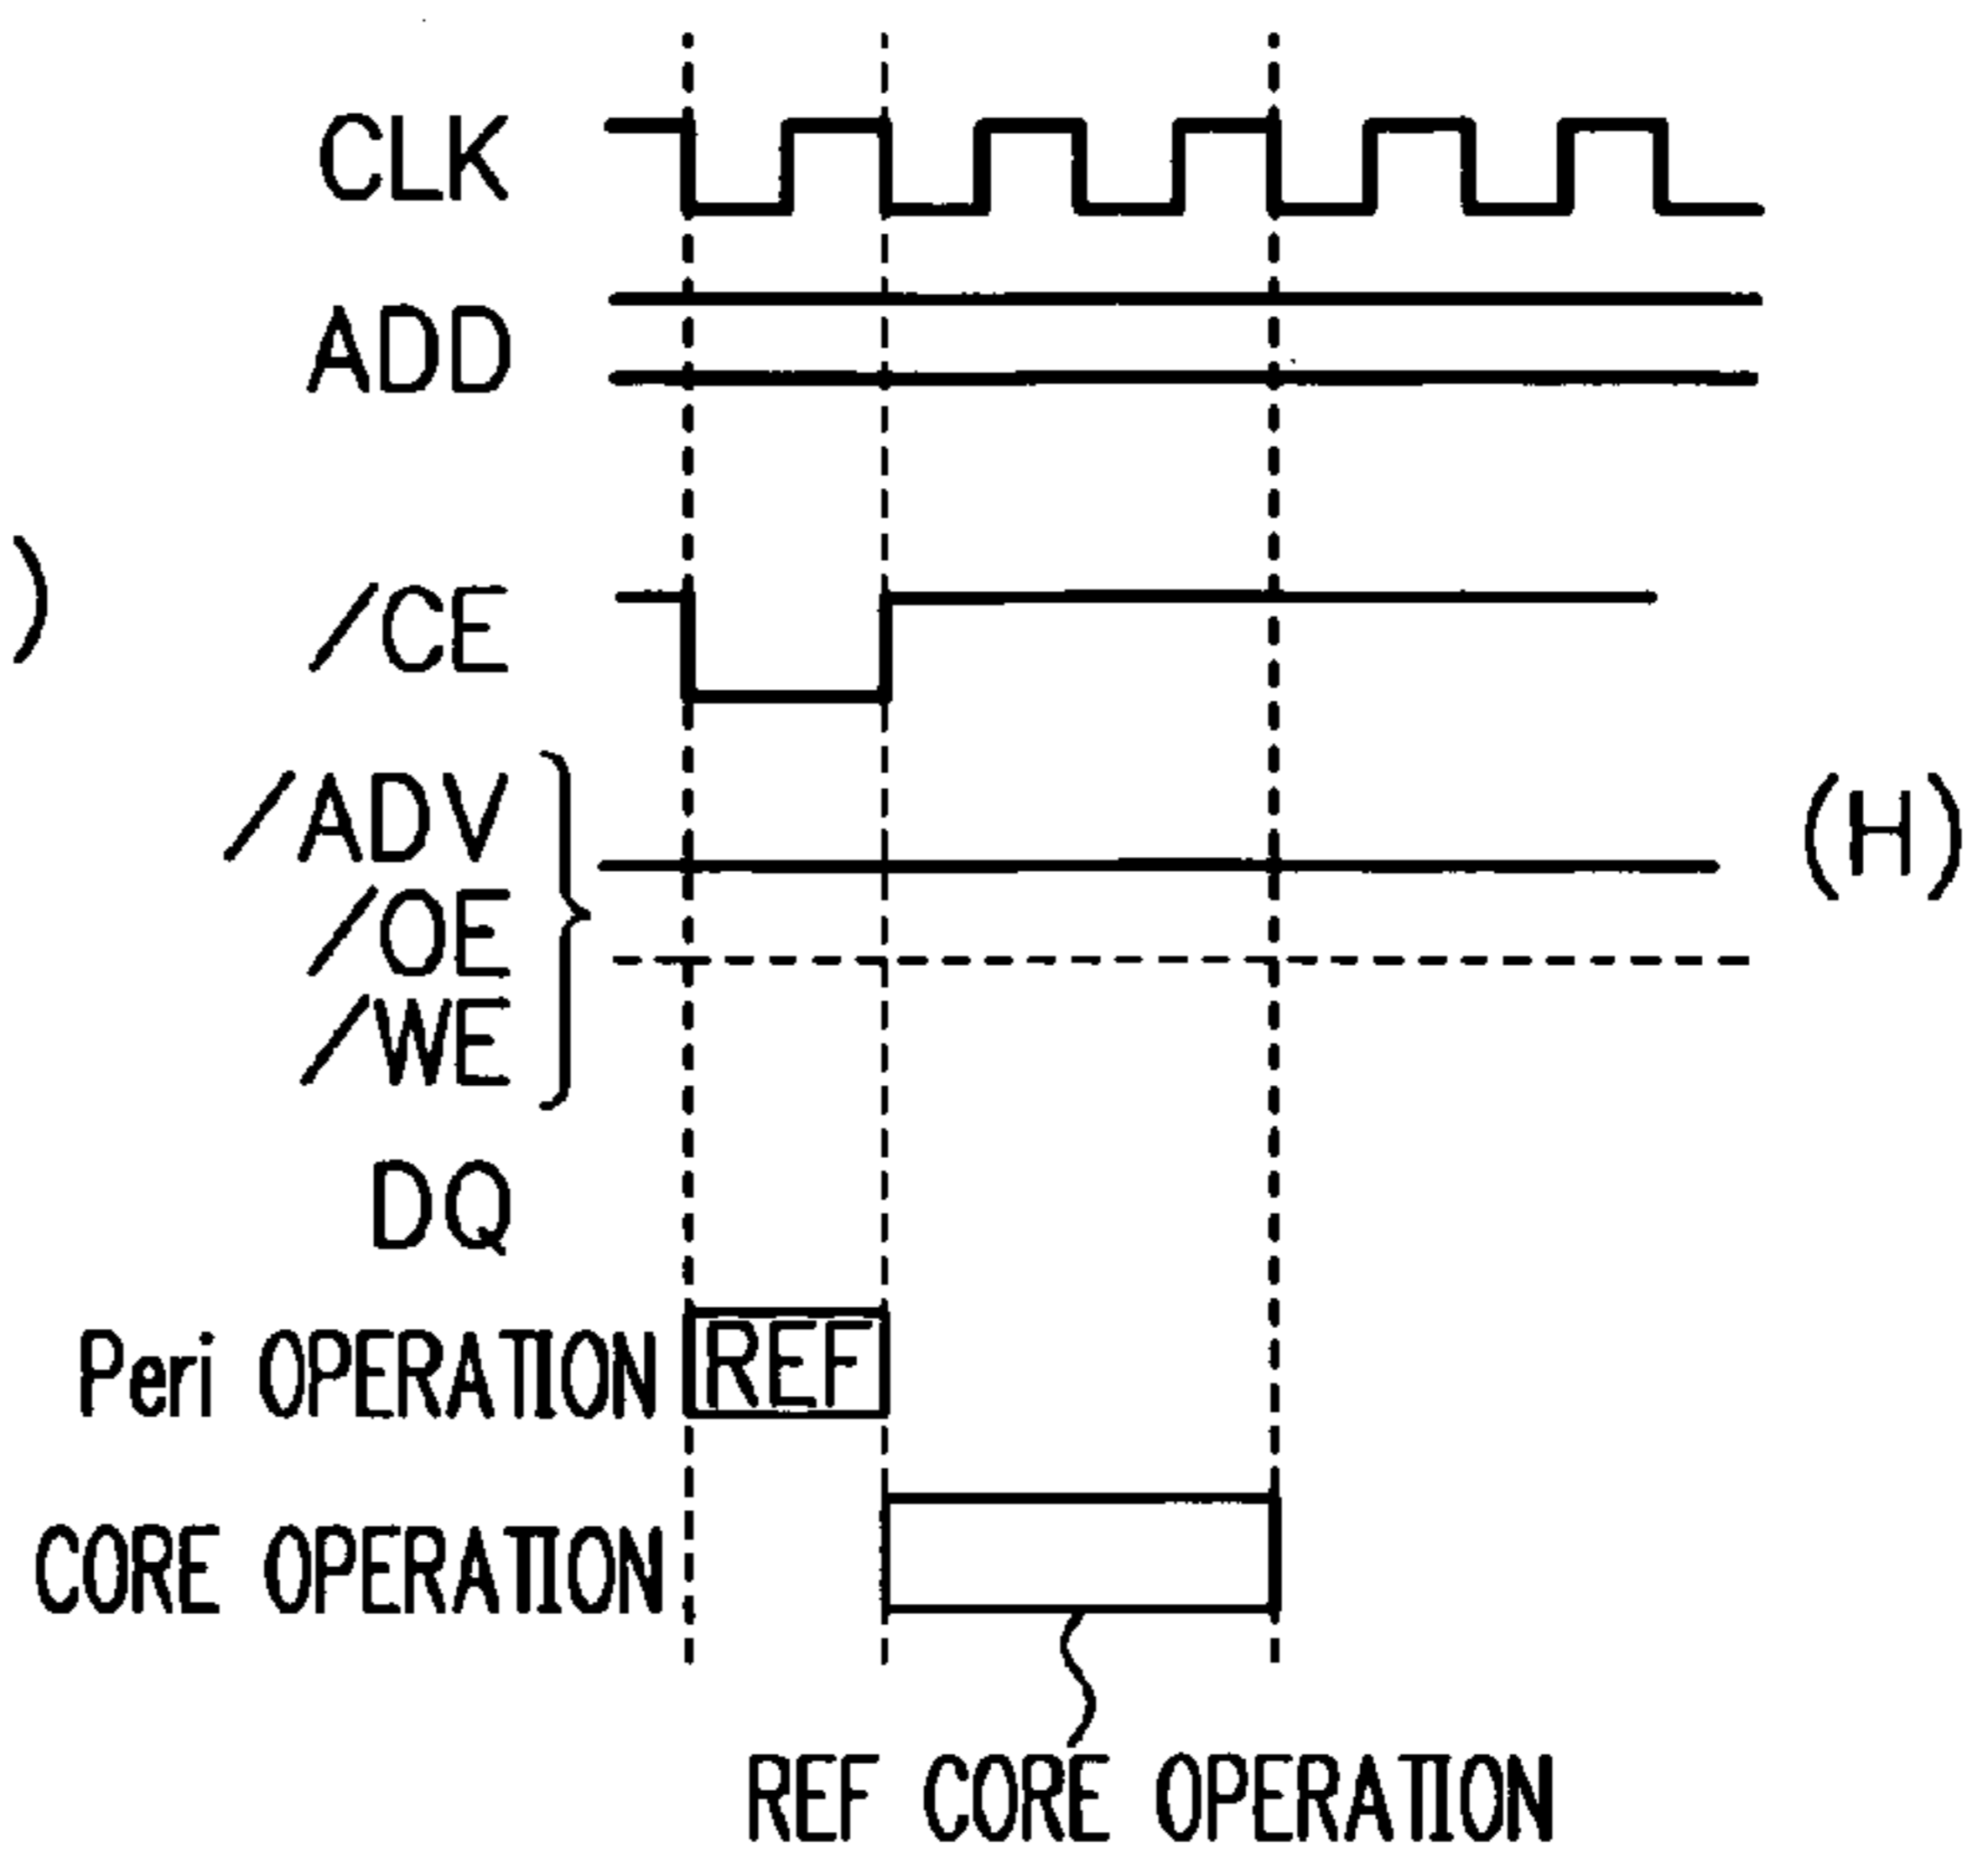 CLK
ADD
)
/CE
/ADV
(H)
/OE
/WE
DQ
Peri OPERATION
REF
CORE OPERATION
REF CORE OPERATION